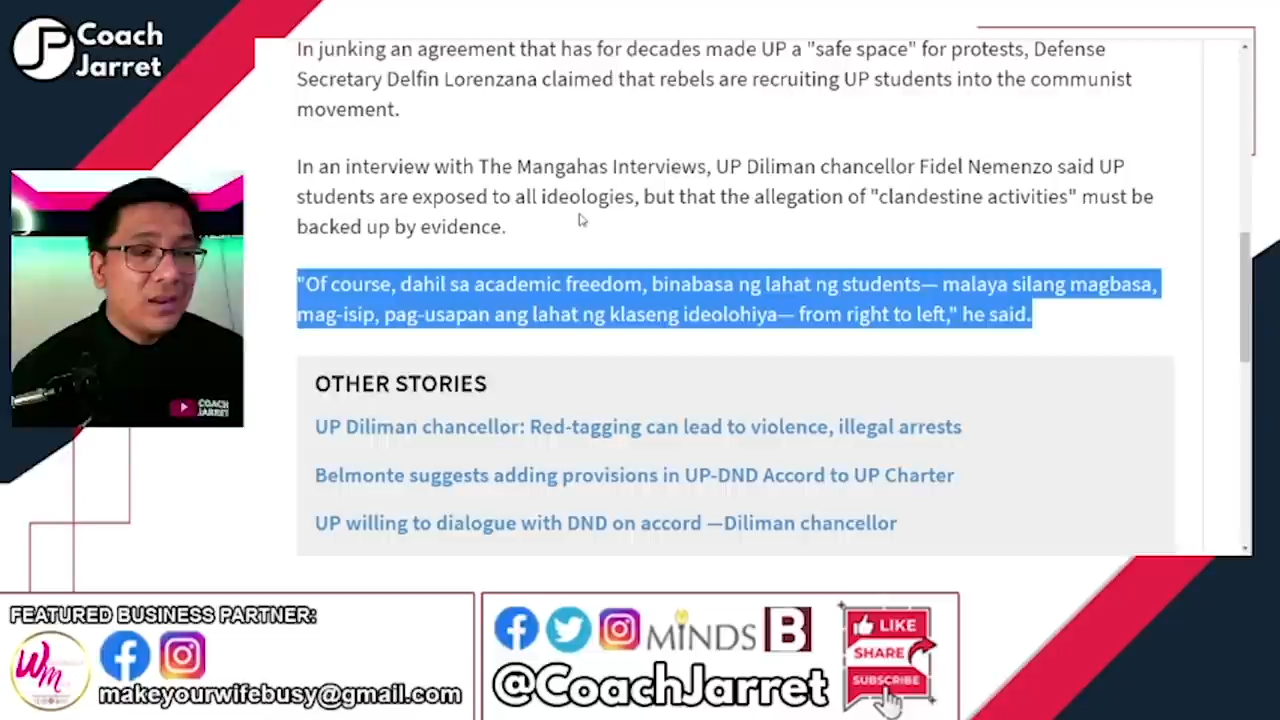 Coach
Jarret
In junking an agreement that has for decades made UP a "safe space" for protests, Defense
Secretary Delfin Lorenzana claimed that rebels are recruiting UP students into the communist
movement.
In an interview with The Mangahas Interviews, UP Diliman chancellor Fidel Nemenzo said UP
students are exposed to all ideologies, but that the allegation of "clandestine activities" must be
backed up by evidence.
"Of course, dahil sa academic freedom, binabasa ng lahat ng students— malaya silang magbasa,
mag-isip, pag-usapan ang lahat ng klaseng ideolohiya— from right to left," he said.
COACH
JARRET
OTHER STORIES
UP Diliman chancellor: Red-tagging can lead to violence, illegal arrests
Belmonte suggests adding provisions in UP-DND Accord to UP Charter
UP willing to dialogue with DND on accord —Diliman chancellor
FEATURED BUSINESS PARTNER:
Wm
makeyourwifebusy@gmail.com
MINDS B
@CoachJarret
LIKE
SHARE
SUBSCRIBE